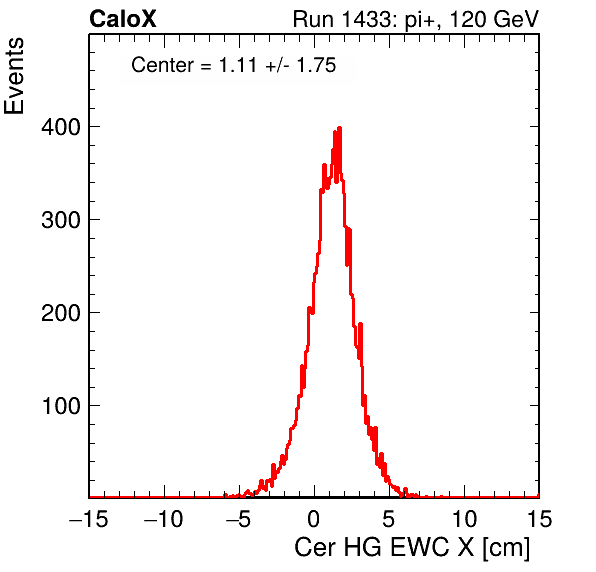 CaloX Run 1433: pi+, 120 GeV
Events
Center = 1.11 +/- 1.75
400
300
200
100
−15 −10 −5 0 5 10 15
Cer HG EWC X [cm]